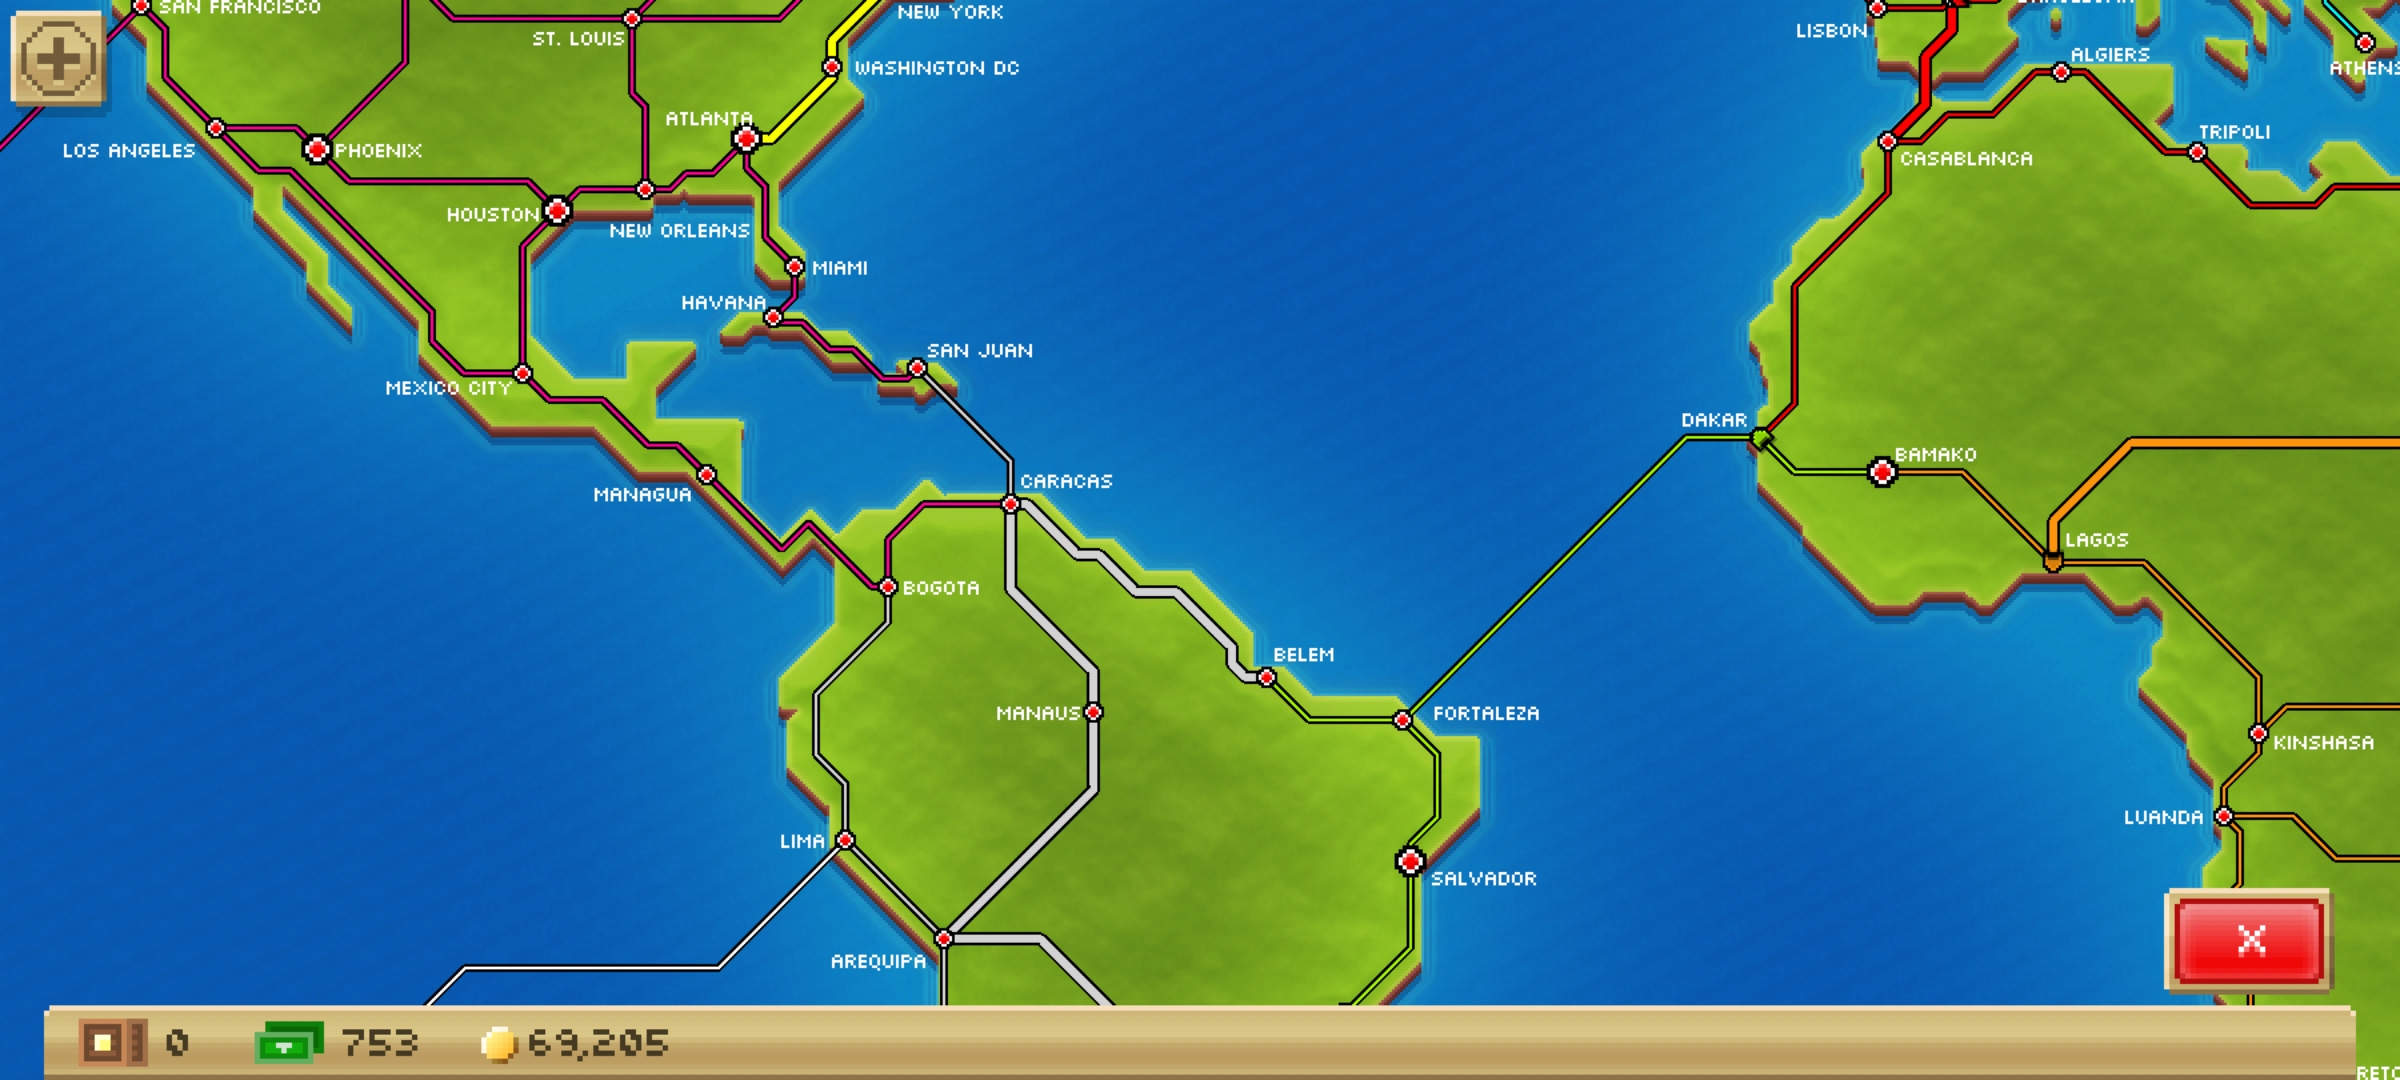 SAN FRANCISCO
NEW YORK
LISBON
ST. LOUIS
WASHINGTON DC
ALGIERS
ATHENS
ATLANTA
TRIPOLI
LOS ANGELES
PHOENIX
CASABLANCA
HOUSTON
NEW ORLEANS
MIAMI
HAVANA
SAN JUAN
MEXICO CITY
DAKAR
BAMAKO
CARACAS
MANAGUA
LAGOS
BOGOTA
BELEM
MANAUS
FORTALEZA
KINSHASA
LUANDA
LIMA
SALVADOR
AREQUIPA
X
0 753 69,205